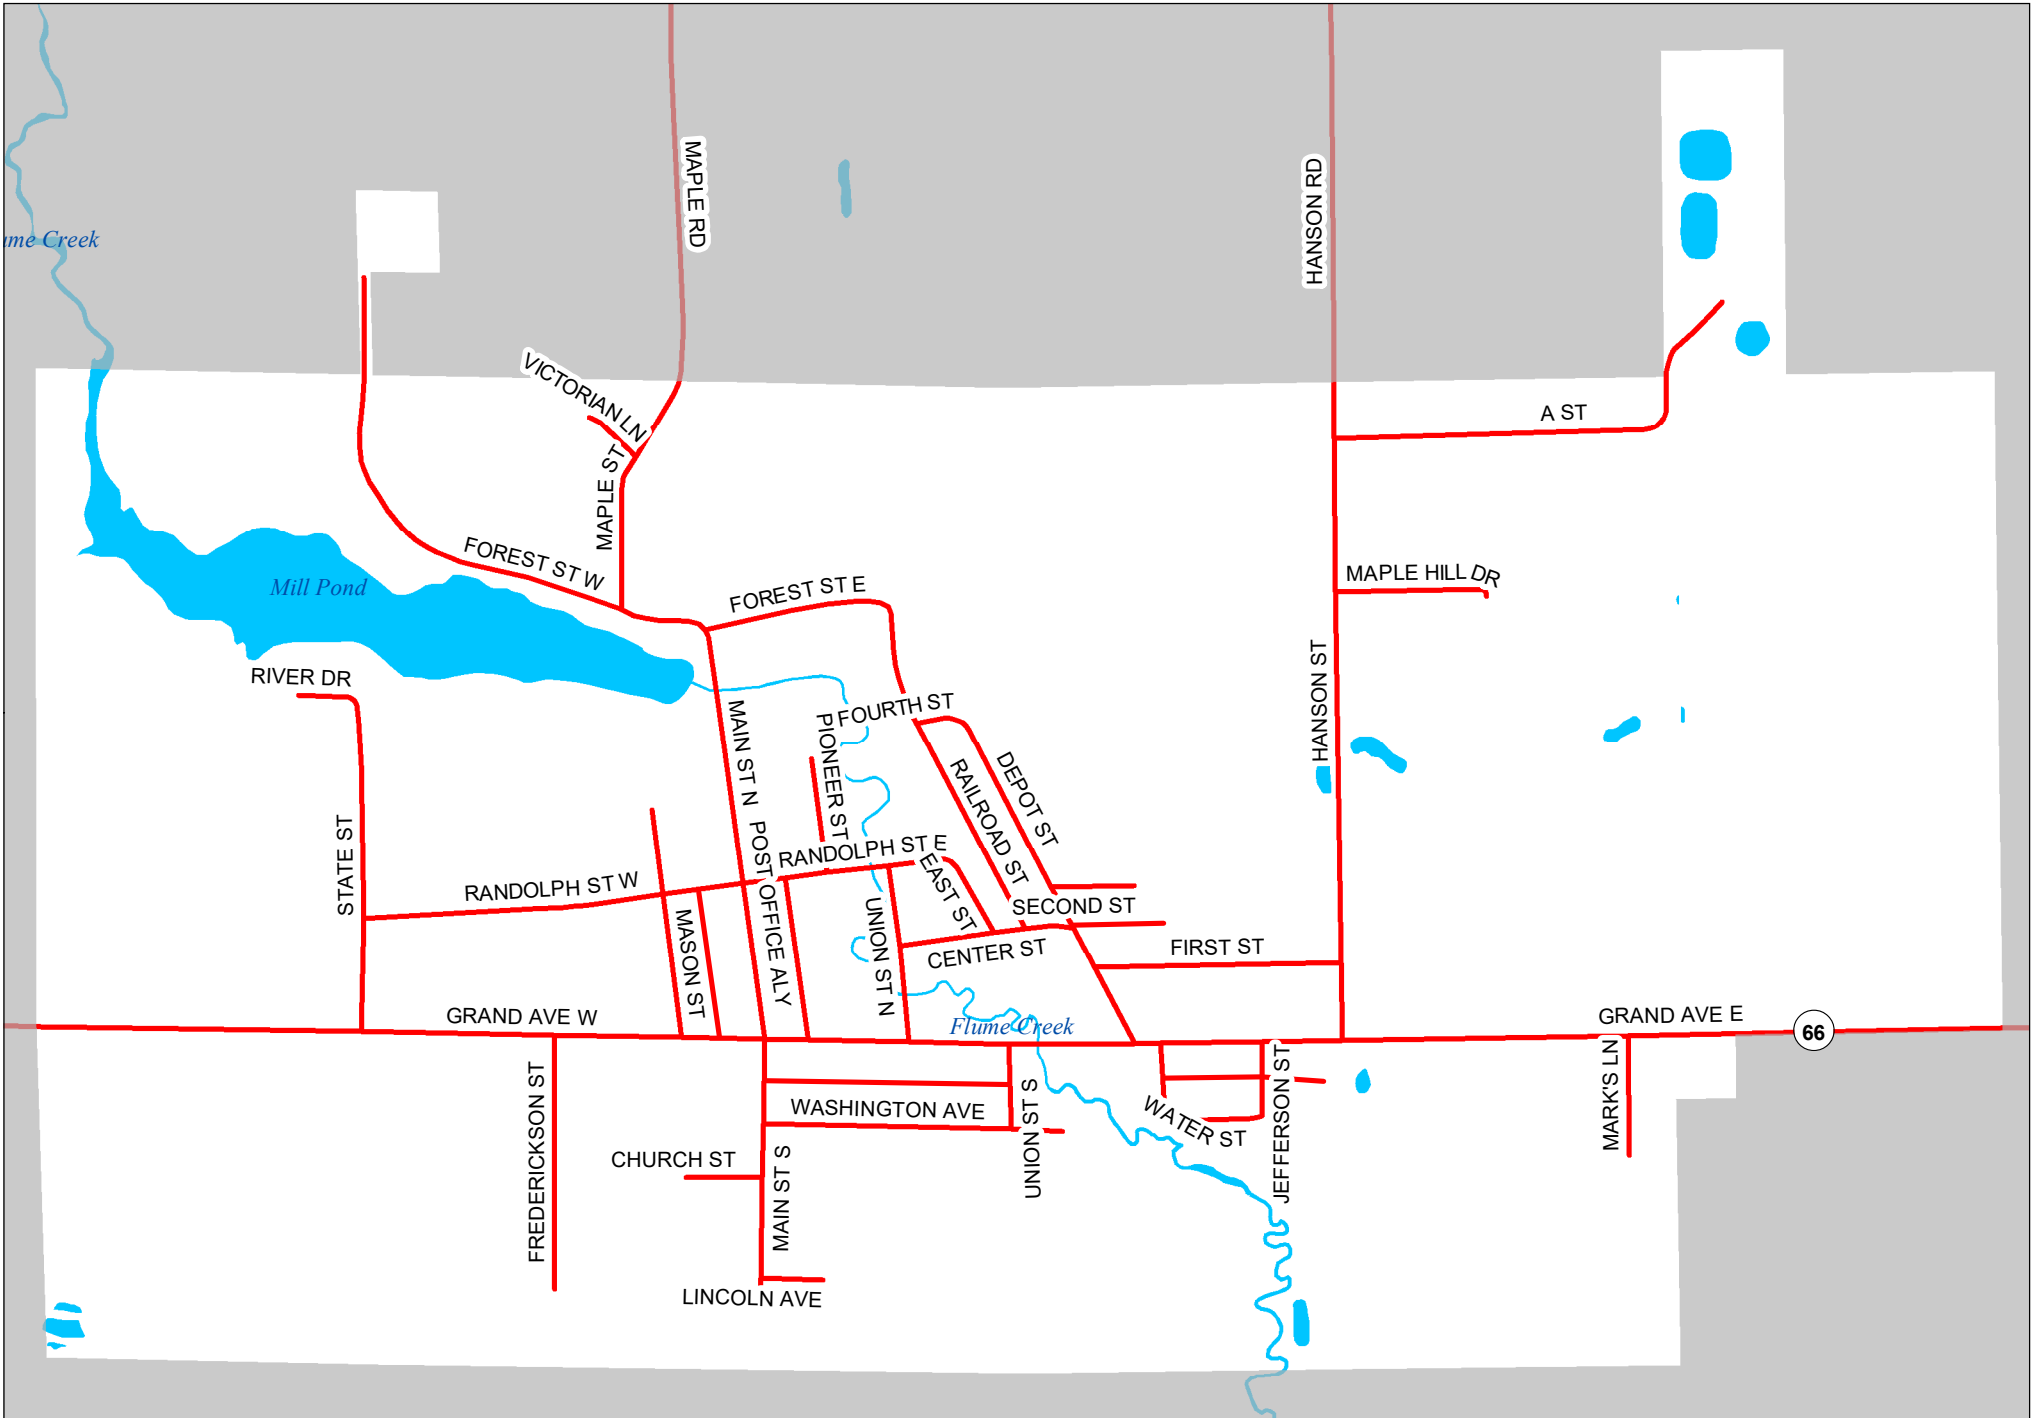 MAPLE RD
HANSON RD
ume Creek
VICTORIAN LN
A ST
MAPLE ST
FOREST ST W
MAPLE HILL DR
Mill Pond
FOREST ST E
RIVER DR
HANSON ST
FOURTH ST
MAIN ST N
PIONEER ST
DEPOT ST
RAILROAD ST
STATE ST
POST OFFICE ALY
RANDOLPH ST E
RANDOLPH ST W
EAST ST
SECOND ST
MASON ST
UNION ST N
CENTER ST
FIRST ST
GRAND AVE W
Flume Creek
GRAND AVE E
66
FREDERICKSON ST
WASHINGTON AVE
UNION ST S
WATER ST
JEFFERSON ST
MARK'S LN
CHURCH ST
MAIN ST S
LINCOLN AVE